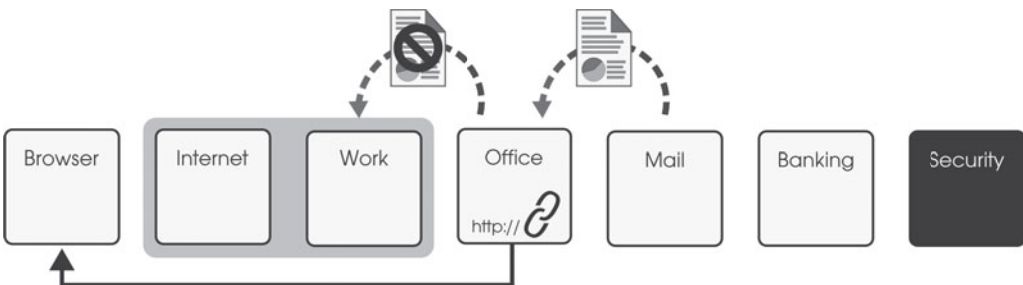 Browser
Internet
Work
Office
http://
Mail
Banking
Security